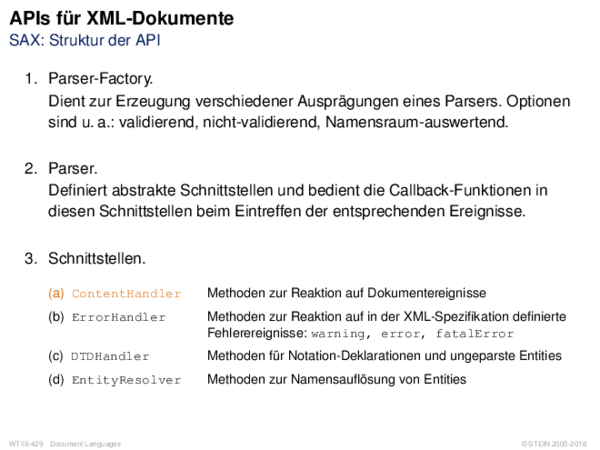 APIs für XML-Dokumente
SAX: Struktur der API
1. Parser-Factory.
Dient zur Erzeugung verschiedener Ausprägungen eines Parsers. Optionen
sind u. a.: validierend, nicht-validierend, Namensraum-auswertend.
2. Parser.
Definiert abstrakte Schnittstellen und bedient die Callback-Funktionen in
diesen Schnittstellen beim Eintreffen der entsprechenden Ereignisse.
3. Schnittstellen.
(a) ContentHandler Methoden zur Reaktion auf Dokumentereignisse
(b) ErrorHandler Methoden zur Reaktion auf in der XML-Spezifikation definierte
Fehlerereignisse: warning, error, fatalError
(c) DTDHandler Methoden für Notation-Deklarationen und ungeparste Entities
(d) EntityResolver Methoden zur Namensauflösung von Entities
WT:III-429 Document Languages © STEIN 2005-2018